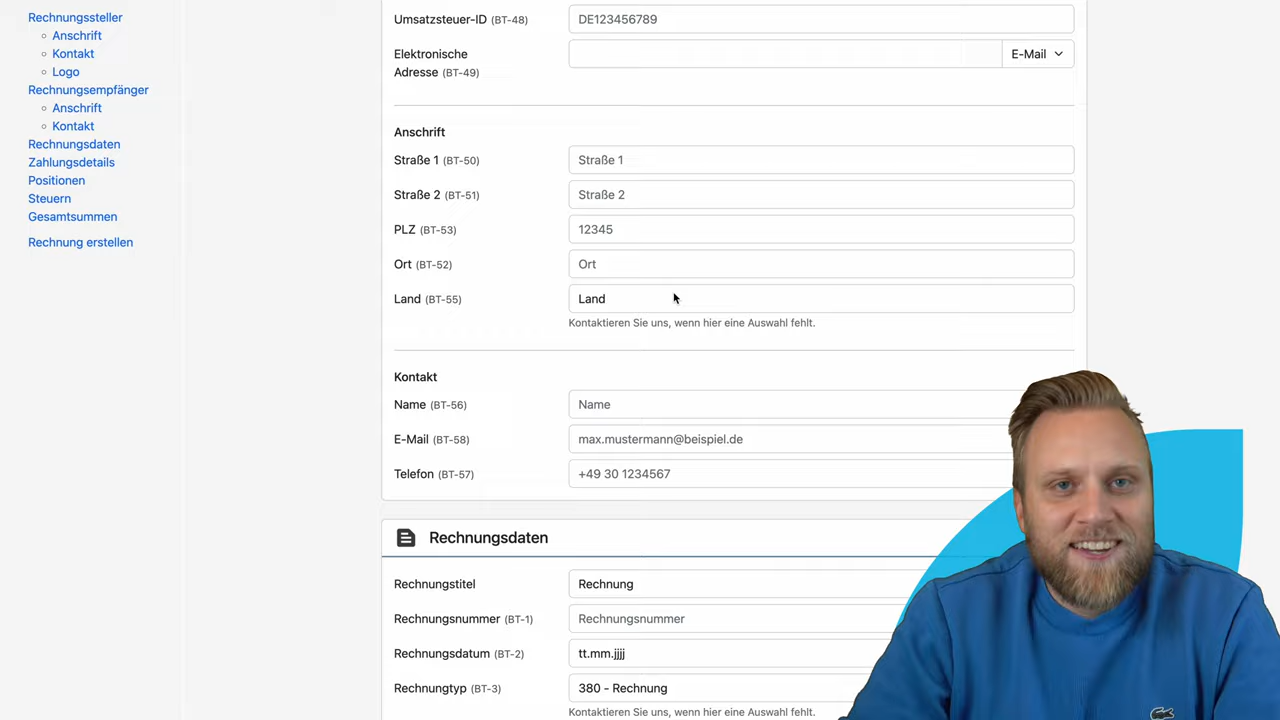 Rechnungssteller
Anschrift
Kontakt
Logo
Rechnungsempfänger
Anschrift
Kontakt
Rechnungsdaten
Zahlungsdetails
Positionen
Steuern
Gesamtsummen
Rechnung erstellen
Umsatzsteuer-ID (BT-48) DE123456789
Elektronische
Adresse (BT-49)
E-Mail
Anschrift
Straße 1 (BT-50) Straße 1
Straße 2 (BT-51) Straße 2
PLZ (BT-53) 12345
Ort (BT-52) Ort
Land (BT-55) Land
Kontaktieren Sie uns, wenn hier eine Auswahl fehlt.
Kontakt
Name (BT-56) Name
E-Mail (BT-58) max.mustermann@beispiel.de
Telefon (BT-57) +49 30 1234567
Rechnungsdaten
Rechnungstitel Rechnung
Rechnungsnummer (BT-1) Rechnungsnummer
Rechnungsdatum (BT-2) tt.mm.jjjj
Rechnungtyp (BT-3) 380 - Rechnung
Kontaktieren Sie uns, wenn hier eine Auswahl fehlt.